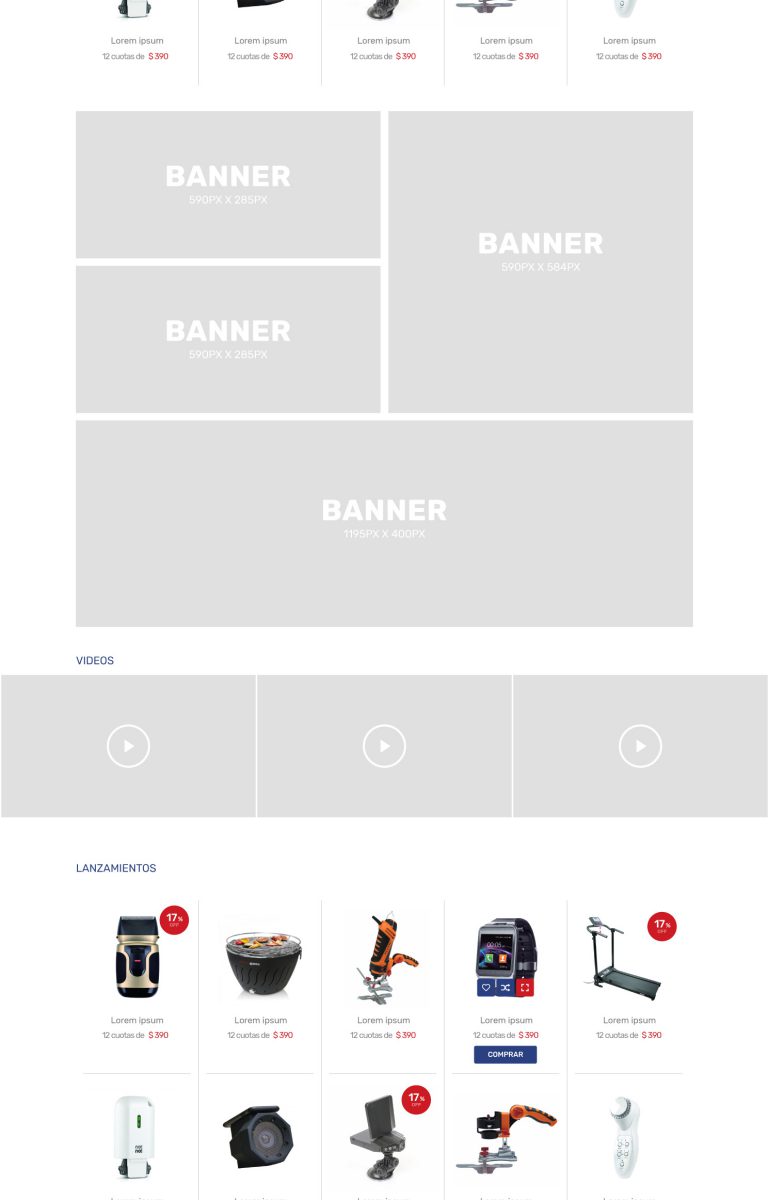 Lorem ipsum
12 cuotas de $ 390
Lorem ipsum
12 cuotas de $ 390
Lorem ipsum
12 cuotas de $ 390
Lorem ipsum
12 cuotas de $ 390
Lorem ipsum
12 cuotas de $ 390
BANNER
590PX X 285PX
BANNER
590PX X 584PX
BANNER
590PX X 285PX
BANNER
1195PX X 400PX
VIDEOS
LANZAMIENTOS
17%
OFF
17%
OFF
Lorem ipsum
12 cuotas de $ 390
Lorem ipsum
12 cuotas de $ 390
Lorem ipsum
12 cuotas de $ 390
Lorem ipsum
12 cuotas de $ 390
COMPRAR
Lorem ipsum
12 cuotas de $ 390
17%
OFF